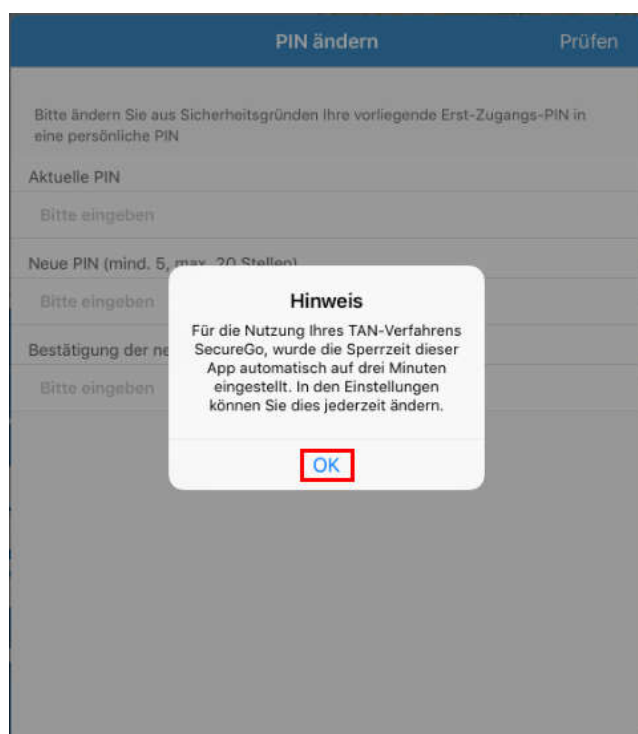 PIN ändern
Prüfen
Bitte ändern Sie aus Sicherheitsgründen Ihre vorliegende Erst-Zugangs-PIN in
eine persönliche PIN
Aktuelle PIN
Bitte eingeben
Neue PIN (mind. 5, max. 20 Stellen)
Bitte eingeben
Bestätigung der
Bitte eingeben
Hinweis
Für die Nutzung Ihres TAN-Verfahrens
SecureGo, wurde die Sperrzeit dieser
App automatisch auf drei Minuten
eingestellt. In den Einstellungen
können Sie dies jederzeit ändern.
OK